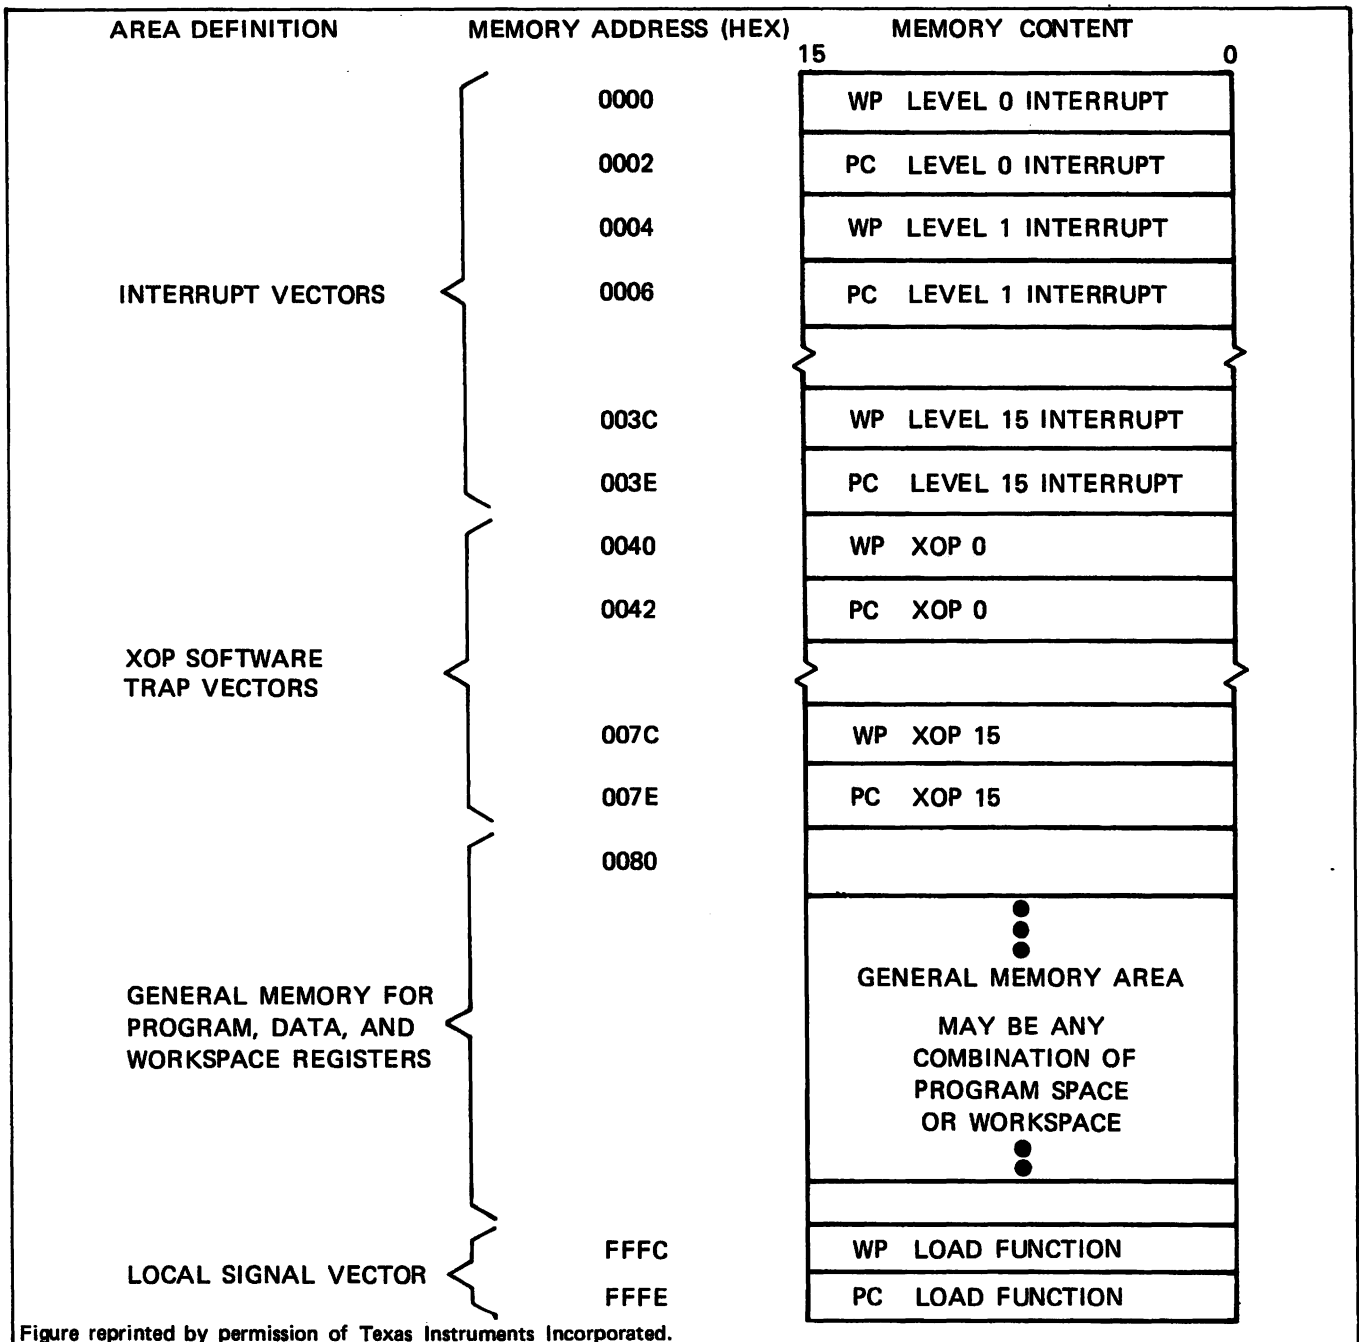 AREA DEFINITION MEMORY ADDRESS (HEX) MEMORY CONTENT
15 0
0000 WP LEVEL 0 INTERRUPT
0002 PC LEVEL 0 INTERRUPT
0004 WP LEVEL 1 INTERRUPT
INTERRUPT VECTORS 0006 PC LEVEL 1 INTERRUPT
003C WP LEVEL 15 INTERRUPT
003E PC LEVEL 15 INTERRUPT
0040 WP XOP 0
0042 PC XOP 0
XOP SOFTWARE
TRAP VECTORS
007C WP XOP 15
007E PC XOP 15
0080
GENERAL MEMORY AREA
GENERAL MEMORY FOR
PROGRAM, DATA, AND
WORKSPACE REGISTERS
MAY BE ANY
COMBINATION OF
PROGRAM SPACE
OR WORKSPACE
FFFC WP LOAD FUNCTION
LOCAL SIGNAL VECTOR
FFFE PC LOAD FUNCTION
Figure reprinted by permission of Texas Instruments Incorporated.